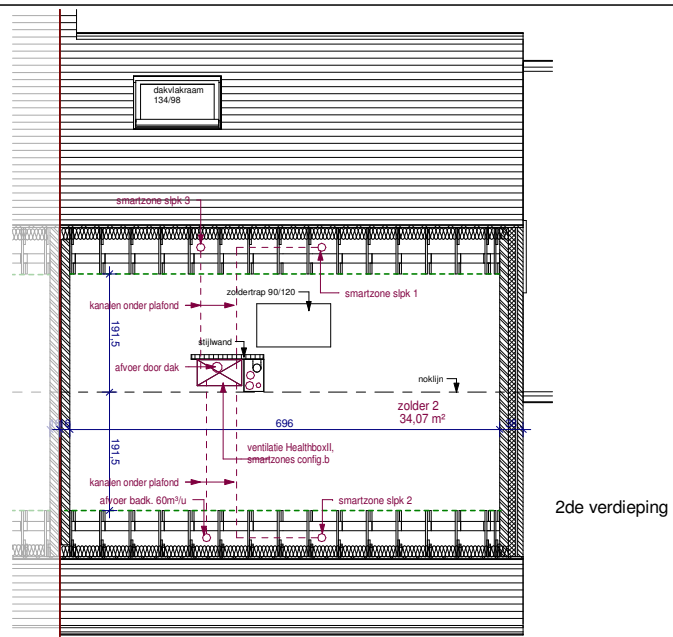 dakvlakraam
134/98
smartzone slpk 3
zoldertrap 90/120
smartzone slpk 1
kanalen onder plafond
191,5
stijlwand
afvoer door dak
noklijn
zolder 2
34,07 m²
696
ventilatie HealthboxII,
smartzones config.b
191,5
kanalen onder plafond
afvoer badk. 60m³/u
smartzone slpk 2
2de verdieping